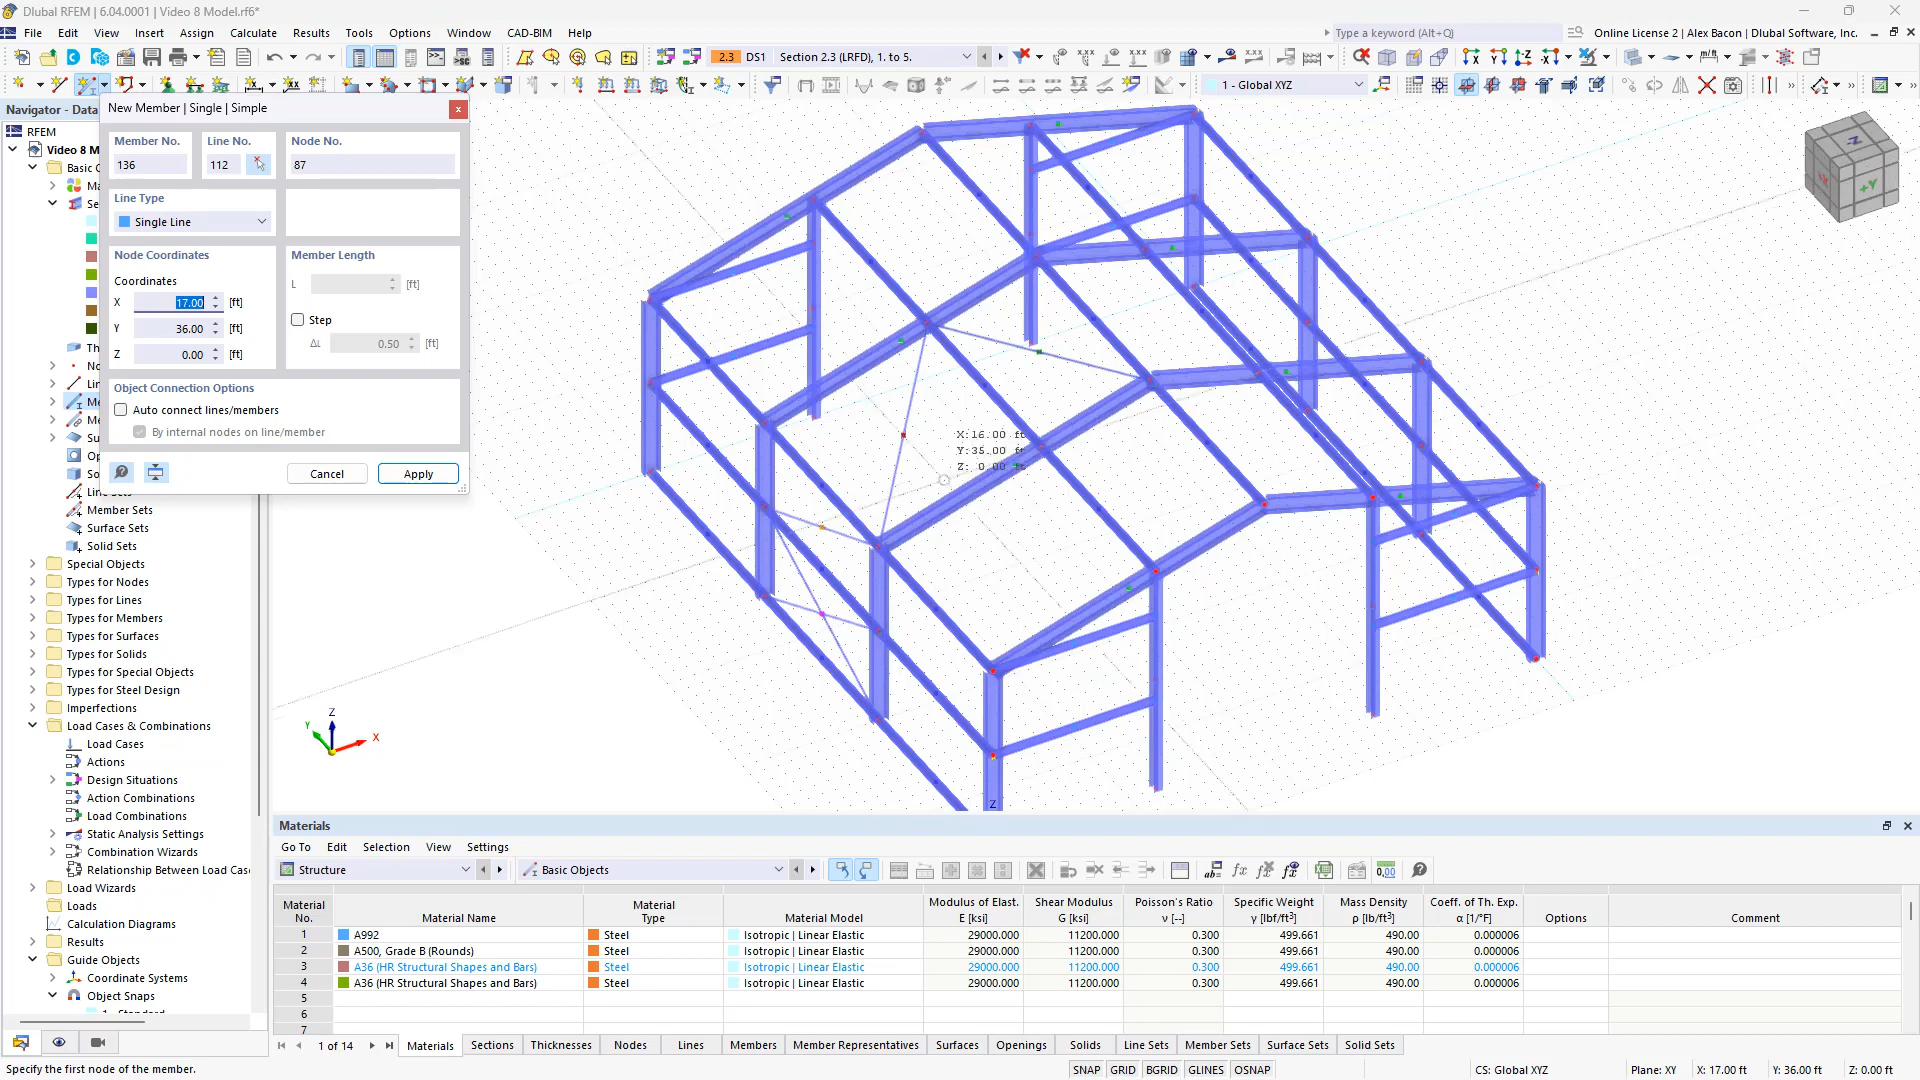 Dlubal RFEM | 6.04.0001 | Video 8 Model.rf6*
File Edit View Insert Assign Calculate Results Tools Options Window CAD-BIM Help
Type a keyword (Alt+Q)
Online License 2 | Alex Bacon | Dlubal Software, Inc.
2.3 DS1 Section 2.3 (LRFD), 1. to 5.
1 - Global XYZ
Navigator - Data
RFEM
Video 8 M
Basic
New Member | Single | Simple
Member No.
136
Line No.
112
Node No.
87
Line Type
Single Line
Node Coordinates
Coordinates
X 17.00 [ft]
Y 36.00 [ft]
Z 0.00 [ft]
Member Length
L [ft]
Step
ΔL 0.50 [ft]
Object Connection Options
Auto connect lines/members
By internal nodes on line/member
Cancel
Apply
Member Sets
Surface Sets
Solid Sets
Special Objects
Types for Nodes
Types for Lines
Types for Members
Types for Surfaces
Types for Solids
Types for Special Objects
Types for Steel Design
Imperfections
Load Cases & Combinations
Load Cases
Actions
Design Situations
Action Combinations
Load Combinations
Static Analysis Settings
Combination Wizards
Relationship Between Load Case
Load Wizards
Loads
Calculation Diagrams
Results
Guide Objects
Coordinate Systems
Object Snaps
X:16.00 ft
Y:35.00 ft
Z: 0.00 ft
-Z
+X
+Y
Z
Y
X
Z
Materials
Go To Edit Selection View Settings
Structure
Basic Objects
Material No. Material Name Material Type Material Model Modulus of Elast. E [ksi] Shear Modulus G [ksi] Poisson's Ratio ν [--] Specific Weight γ [lbf/ft³] Mass Density ρ [lb/ft³] Coeff. of Th. Exp. α [1/°F] Options Comment
1 A992 Steel Isotropic | Linear Elastic 29000.000 11200.000 0.300 499.661 490.00 0.000006
2 A500, Grade B (Rounds) Steel Isotropic | Linear Elastic 29000.000 11200.000 0.300 499.661 490.00 0.000006
3 A36 (HR Structural Shapes and Bars) Steel Isotropic | Linear Elastic 29000.000 11200.000 0.300 499.661 490.00 0.000006
4 A36 (HR Structural Shapes and Bars) Steel Isotropic | Linear Elastic 29000.000 11200.000 0.300 499.661 490.00 0.000006
5
6
7
1 of 14 Materials Sections Thicknesses Nodes Lines Members Member Representatives Surfaces Openings Solids Line Sets Member Sets Surface Sets Solid Sets
Specify the first node of the member.
SNAP GRID BGRID GLINES OSNAP
CS: Global XYZ
Plane: XY
X: 17.00 ft
Y: 36.00 ft
Z: 0.00 ft